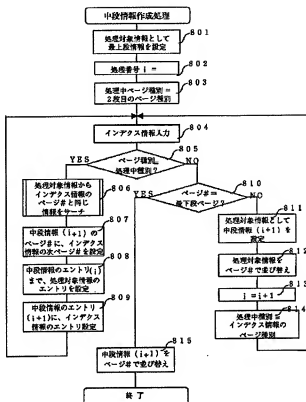 中段情報作成処理
801
処理対象情報として
最上段情報を設定
802
処理番号 i =
803
処理中ページ種別=
2段目のページ種別
804
インデクス情報入力
805
ページ種別=
処理中種別?
YES
NO
806
処理対象情報から
インデクス情報の
ページ#と同じ
情報をサーチ
807
中段情報(i+1)の
ページ#に、インデクス
情報の次ページ#を設定
808
中段情報のエントリ(i)
まで、処理対象情報の
エントリを設定
809
中段情報のエントリ
(i+1)に、インデクス
情報のエントリ設定
810
ページ#=
最下段ページ?
YES
NO
811
処理対象情報として
中段情報(i+1)を
設定
812
処理対象情報を
ページ#で並び替え
813
i=i+1
814
処理中種別=
インデクス情報の
ページ種別
815
中段情報(i+1)を
ページ#で並び替え
終了